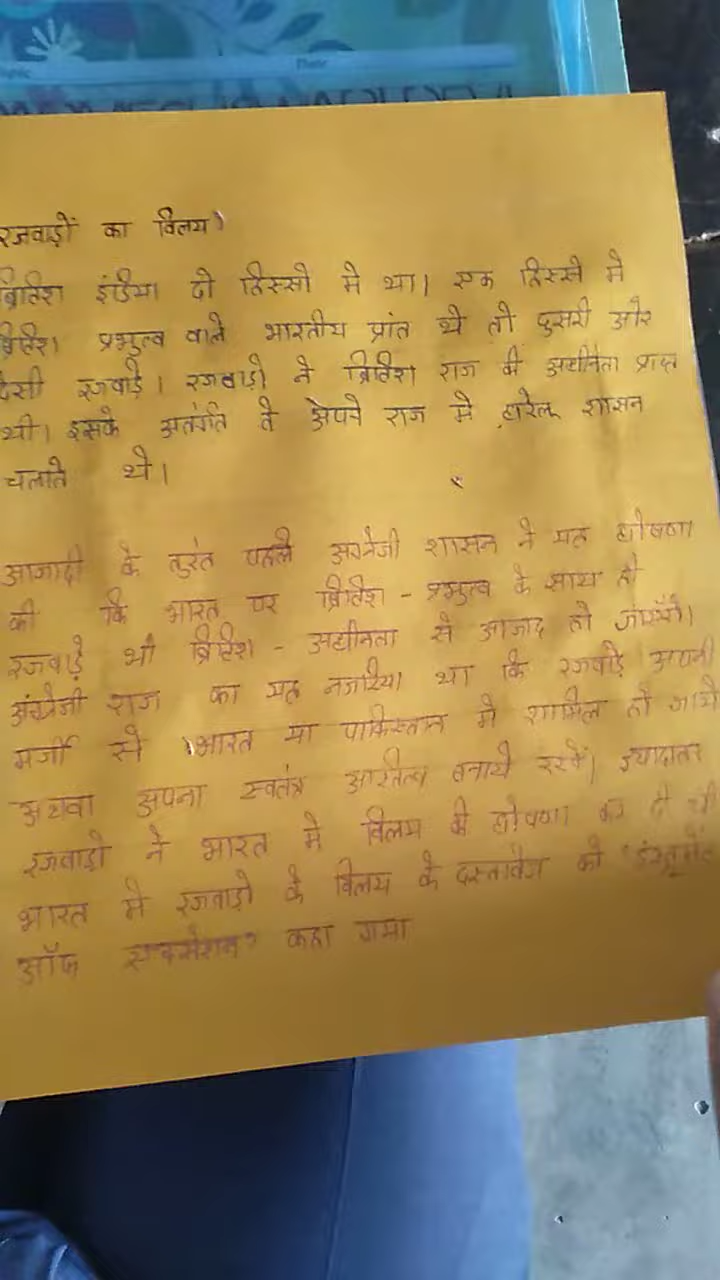 रजवाड़ों का विलय)
ब्रितिश इंडिया दो हिस्सो मे था। एक हिस्से मे
ब्रितिश प्रभुत्व वाले भारतीय प्रांत थे तो दुसरी ओर
देसी रजवाड़े। रजवाड़ो ने ब्रितिश राज की अधीनता प्राप्त
थी। इसके अतर्गत वे अपने राज मे घरेलू शासन
चलाते थे।
आजादी के तुरंत पहले अंग्रेजी शासन ने यह घोषणा
की कि भारत पर ब्रितिश - प्रभुत्व के साथ ही
रजवाड़े भी ब्रिटिश - अधीनता से आजाद हो जाएँगे।
अंग्रेजी राज का यह नजरिया था कि रजवाड़े अपनी
मर्जी से भारत या पाकिस्तान मे शामिल हो जाये
अथवा अपना स्वतंत्र अस्तित्व बनाये रखें। ज्यादातर
रजवाड़ो ने भारत मे विलय की घोषणा कर दी थी
भारत मे रजवाड़ो के विलय के दस्तावेज को 'इंस्ट्रूमेंट
ऑफ एक्सेशन' कहा गया